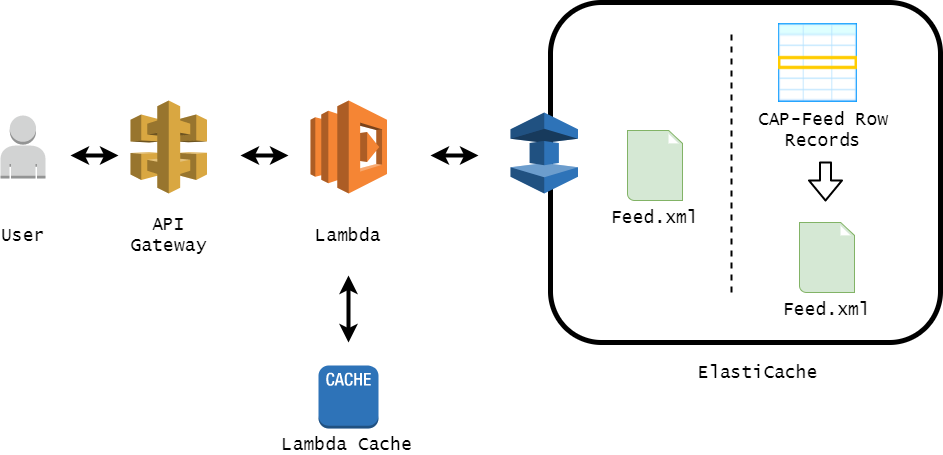 User
API
Gateway
Lambda
CACHE
Lambda Cache
Feed.xml
CAP-Feed Row
Records
Feed.xml
ElastiCache